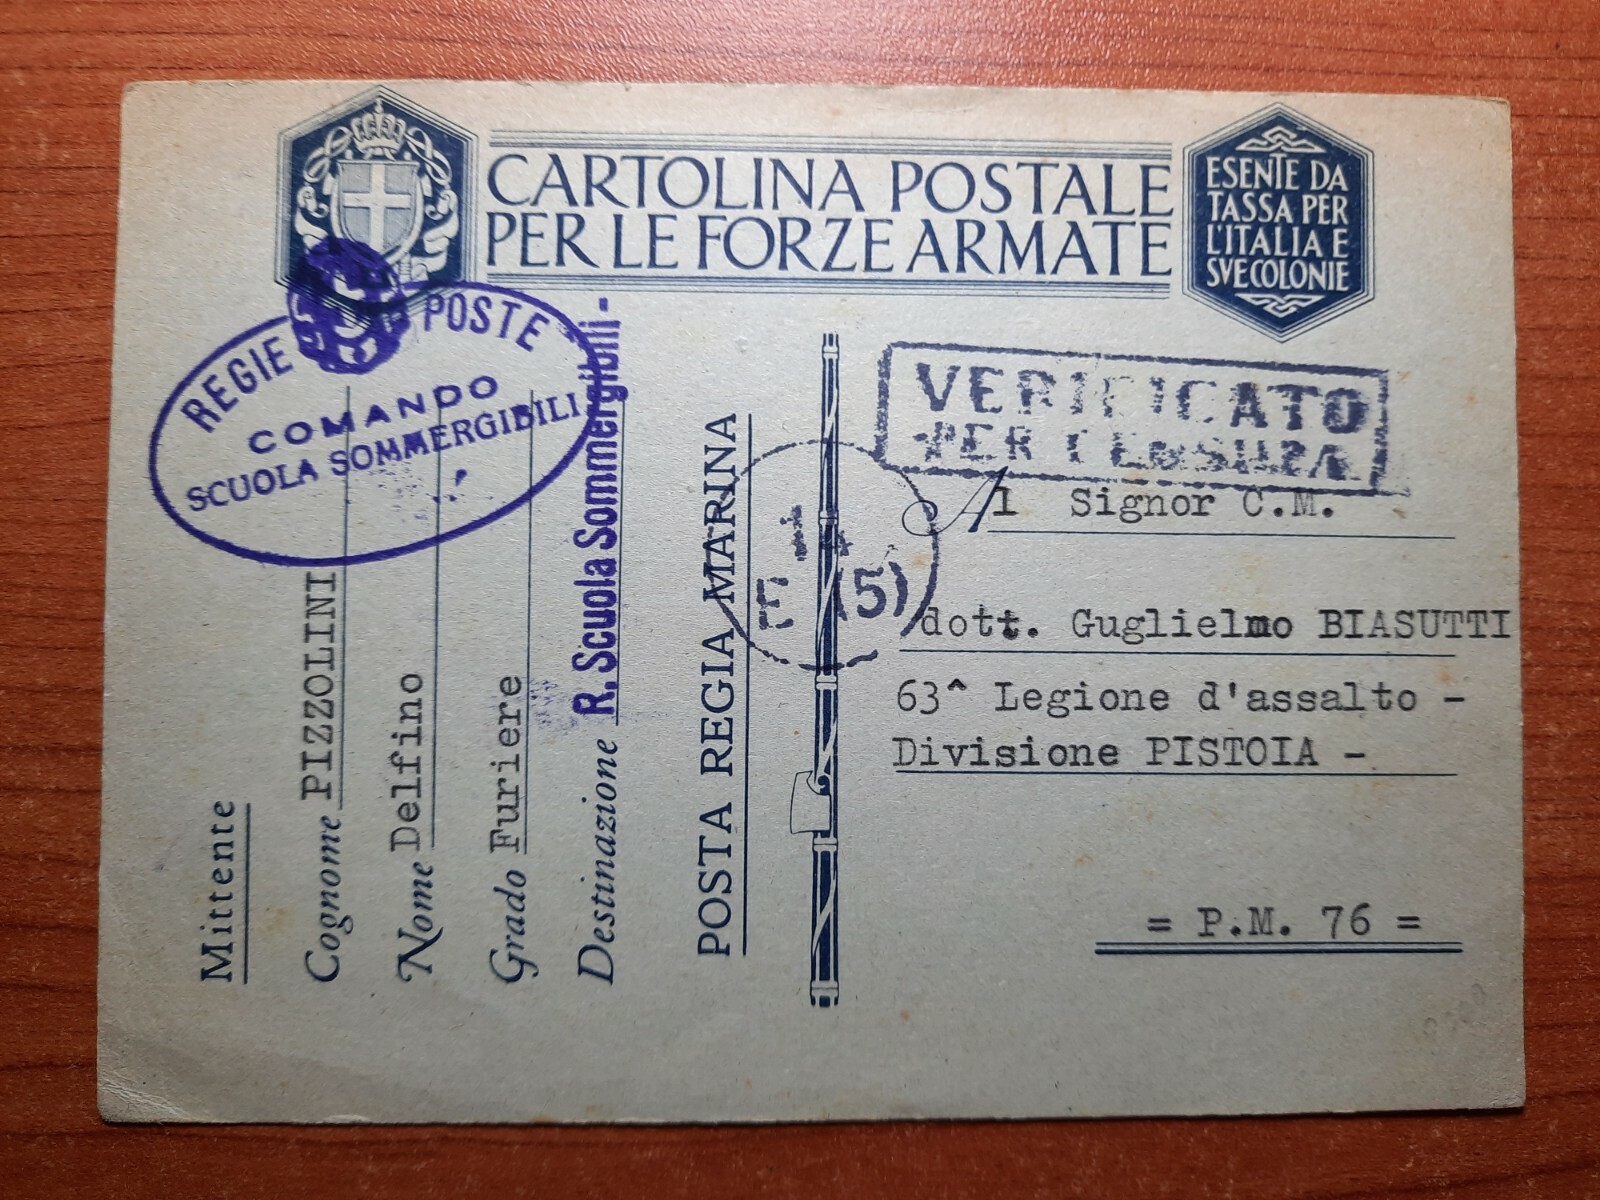 CARTOLINA POSTALE
PER LE FORZE ARMATE
ESENTE DA
TASSA PER
L'ITALIA E
SVE COLONIE
REGIE POSTE
COMANDO
SCUOLA SOMMERGIBILI
Mittente
Cognome PIZZOLINI
Nome Delfino
Grado Furiere
Destinazione R. Scuola Sommergibili-
POSTA REGIA MARINA
VERIFICATO
PER CENSURA
(5)
Al Signor C.M.
dott. Guglielmo BIASUTTI
63^ Legione d'assalto -
Divisione PISTOIA -
= P.M. 76 =